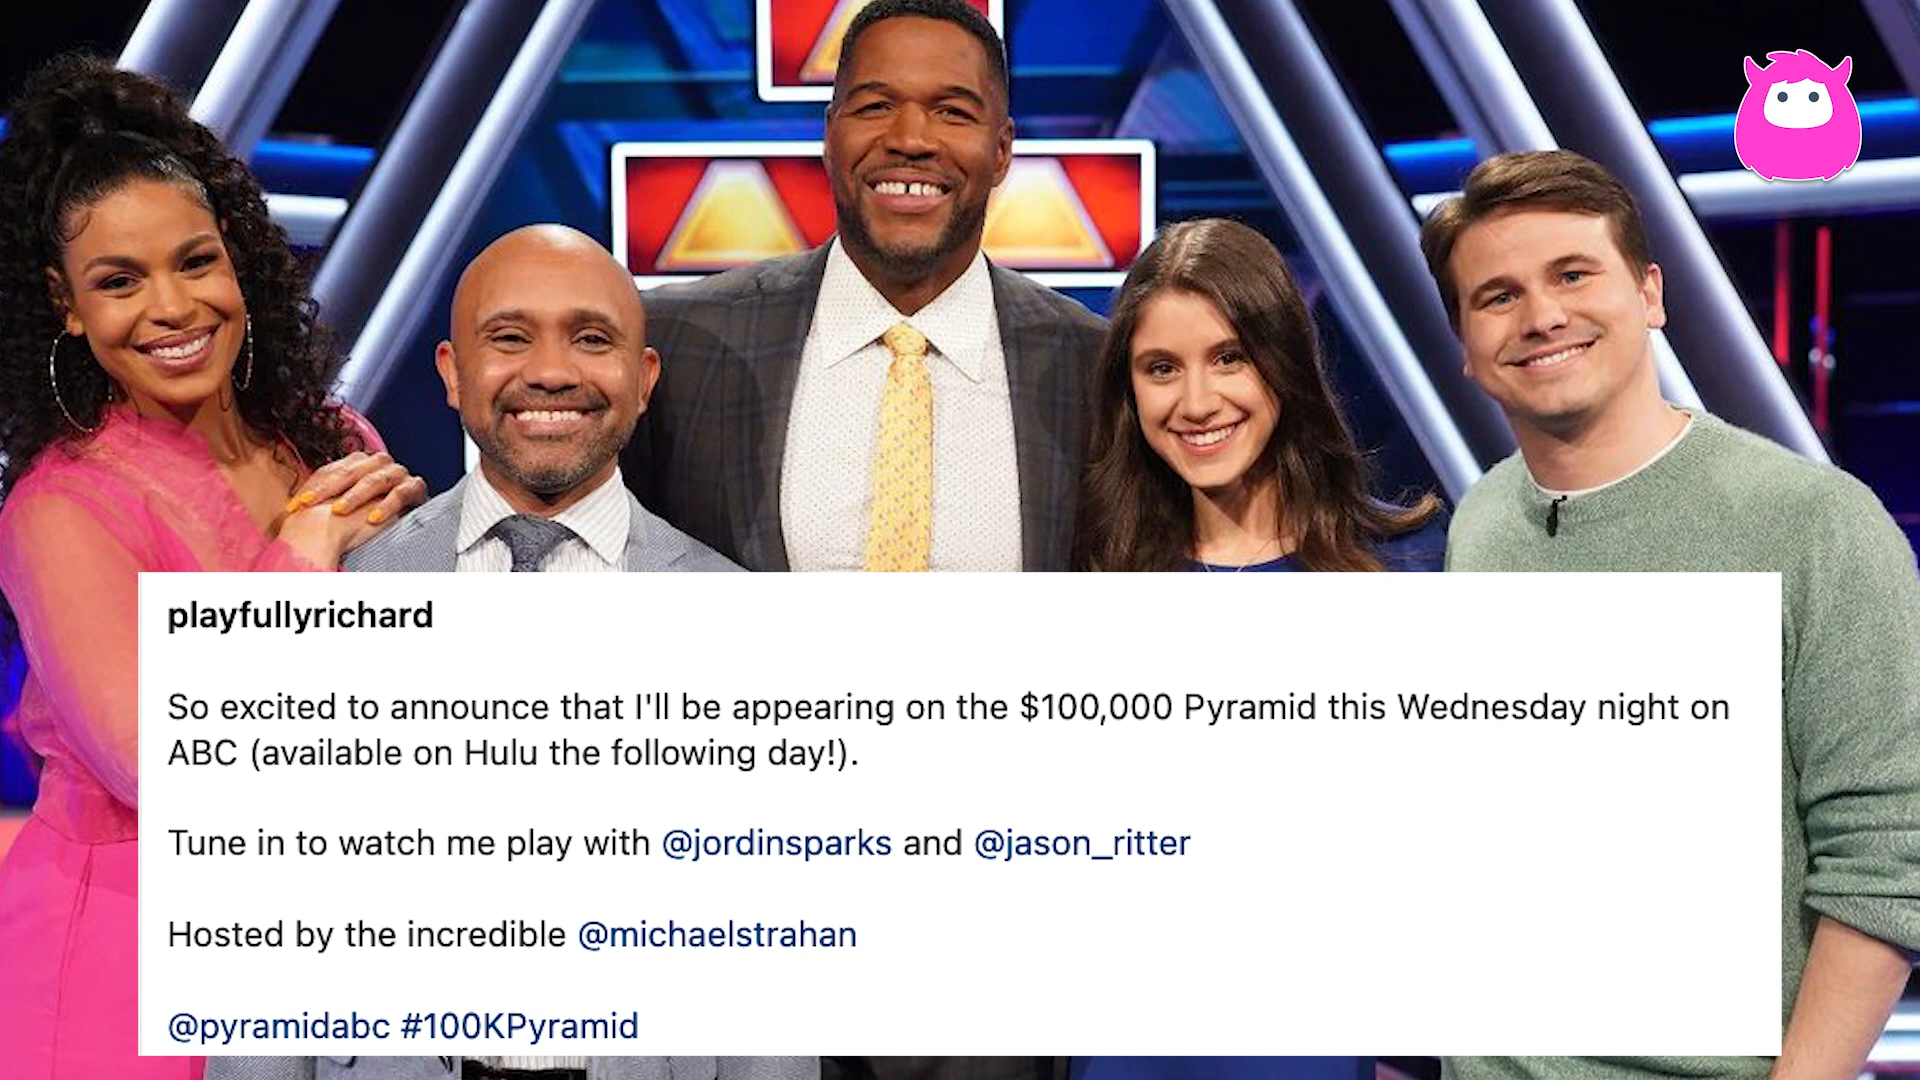 playfullyrichard
So excited to announce that I'll be appearing on the $100,000 Pyramid this Wednesday night on
ABC (available on Hulu the following day!).
Tune in to watch me play with @jordinsparks and @jason_ritter
Hosted by the incredible @michaelstrahan
@pyramidabc #100KPyramid